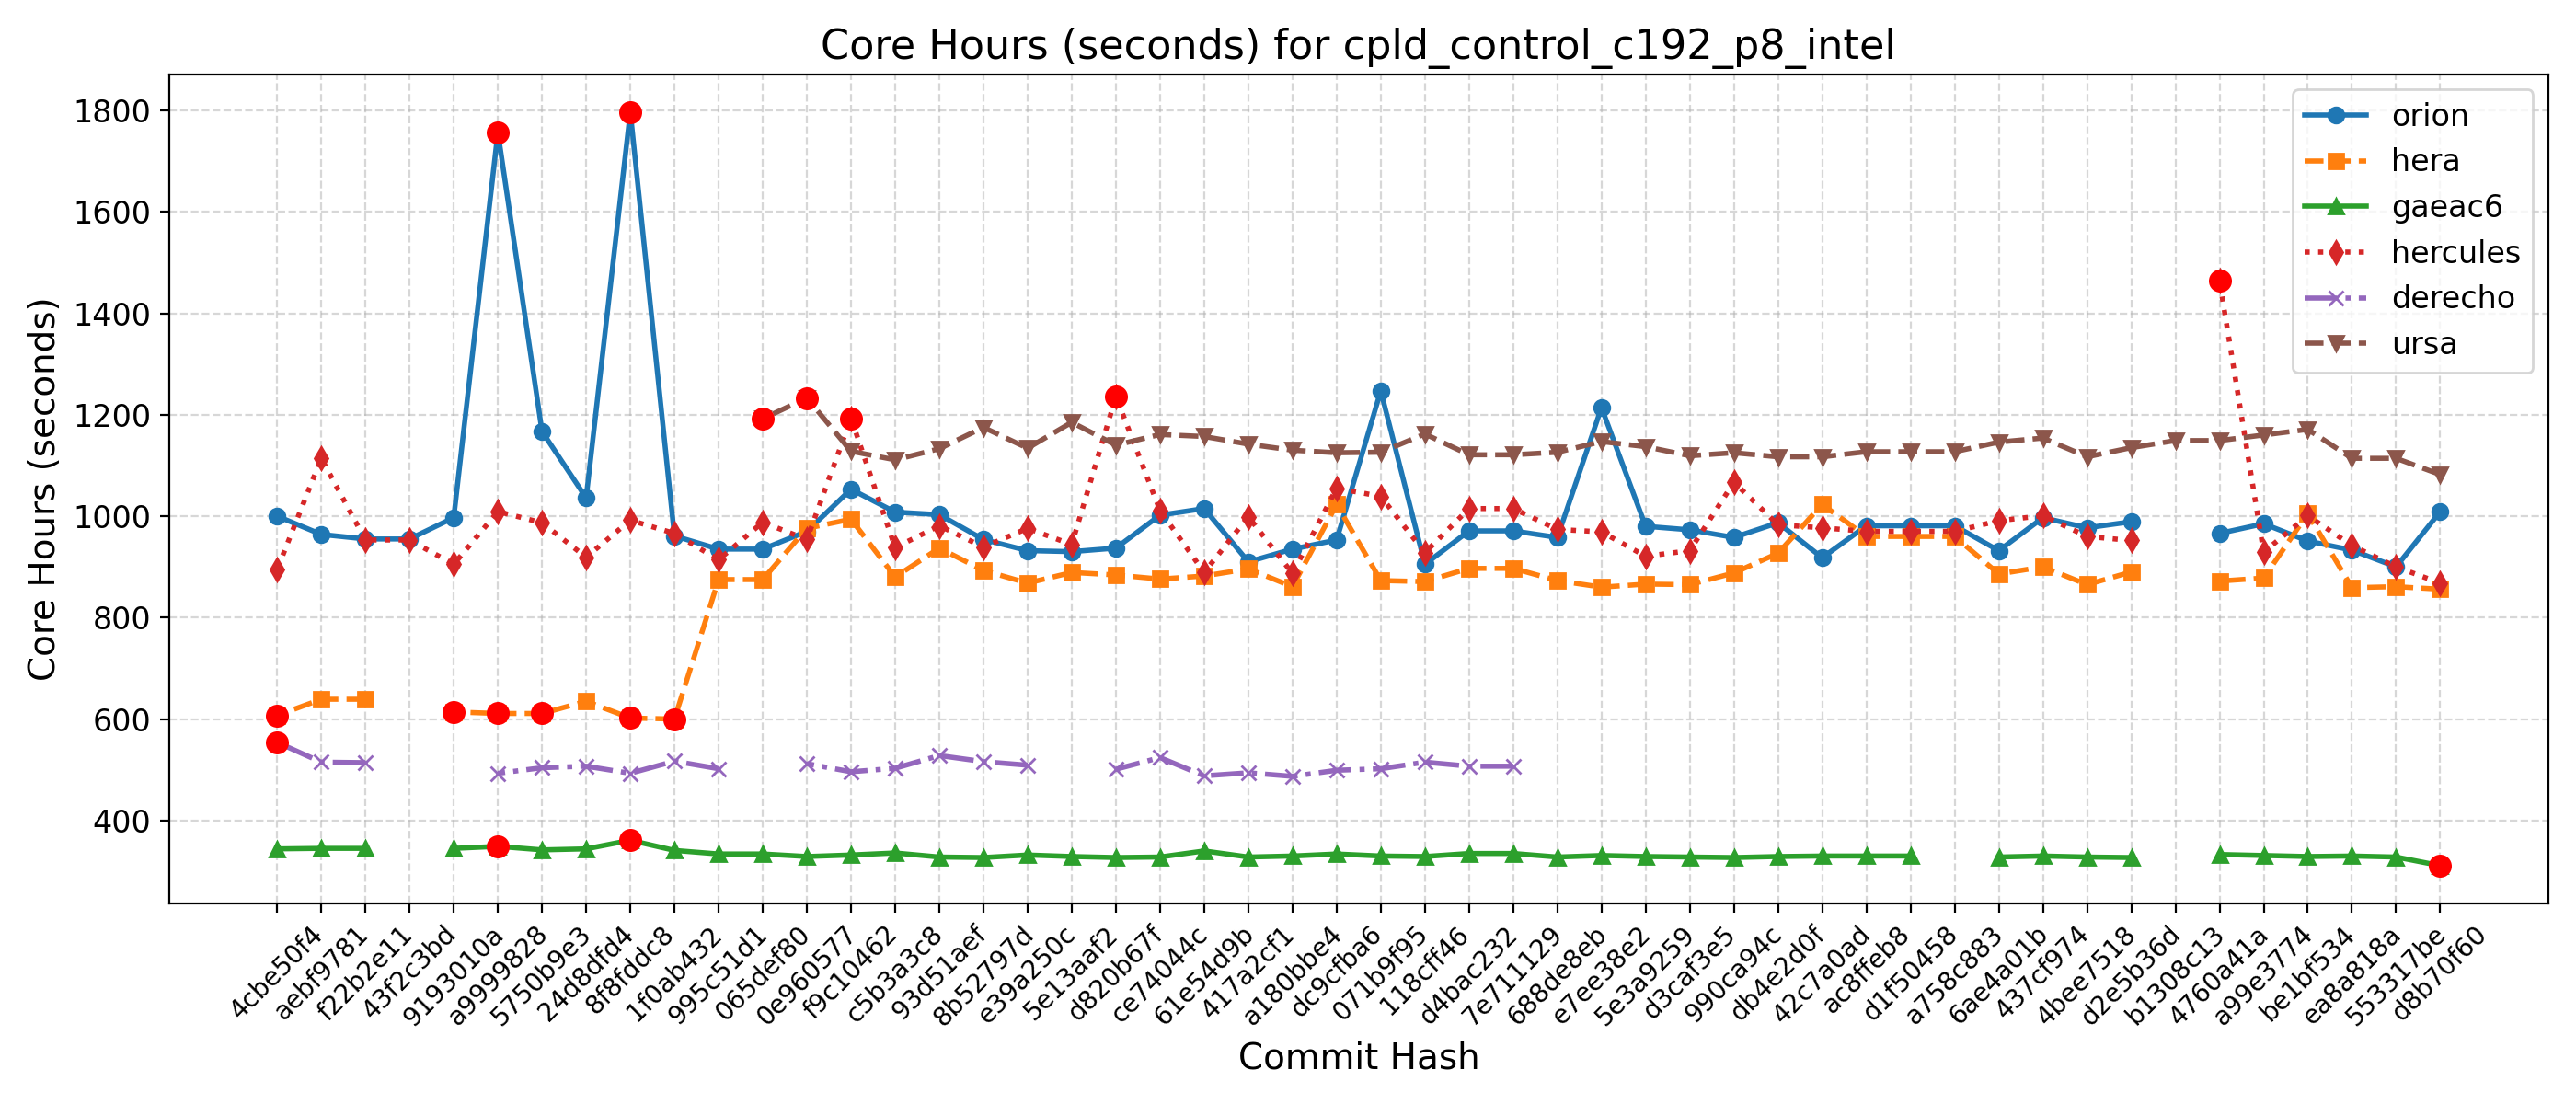 Core Hours (seconds) for cpld_control_c192_p8_intel
Core Hours (seconds)
1800
1600
1400
1200
1000
800
600
400
orion
hera
gaeac6
hercules
derecho
ursa
4cbe50f4
aebf9781
f22b2e11
43f2c3bd
9193010a
a9999828
5750b9e3
24d8dfd4
8f8fddc8
1f0ab432
995c51d1
065def80
0e960577
f9c10462
c5b3a3c8
93d51aef
8b52797d
e39a250c
5e13aaf2
d820b67f
ce74044c
61e54d9b
417a2cf1
a180bbe4
dc9cfba6
071b9f95
118cff46
d4bac232
7e711129
688de8eb
e7ee38e2
5e3a9259
d3caf3e5
990ca94c
db4e2d0f
42c7a0ad
ac8ffeb8
d1f50458
a758c883
6ae4a01b
437cf974
4bee7518
d2e5b36d
b1308c13
4760a41a
a99e3774
be1bf534
ea8a818a
553317be
d8b70f60
Commit Hash